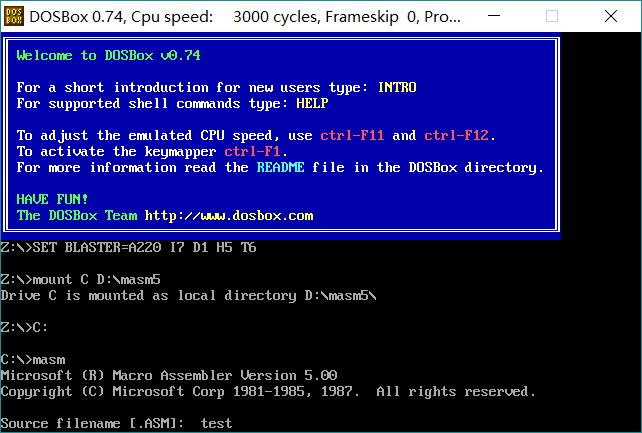 DOSBox 0.74, Cpu speed:    3000 cycles, Frameskip  0, Pro...
Welcome to DOSBox v0.74
For a short introduction for new users type: INTRO
For supported shell commands type: HELP
To adjust the emulated CPU speed, use ctrl-F11 and ctrl-F12.
To activate the keymapper ctrl-F1.
For more information read the README file in the DOSBox directory.
HAVE FUN!
The DOSBox Team http://www.dosbox.com
Z:\>SET BLASTER=A220 I7 D1 H5 T6
Z:\>mount C D:\masm5
Drive C is mounted as local directory D:\masm5\
Z:\>C:
C:\>masm
Microsoft (R) Macro Assembler Version 5.00
Copyright (C) Microsoft Corp 1981-1985, 1987.  All rights reserved.
Source filename [.ASM]:  test